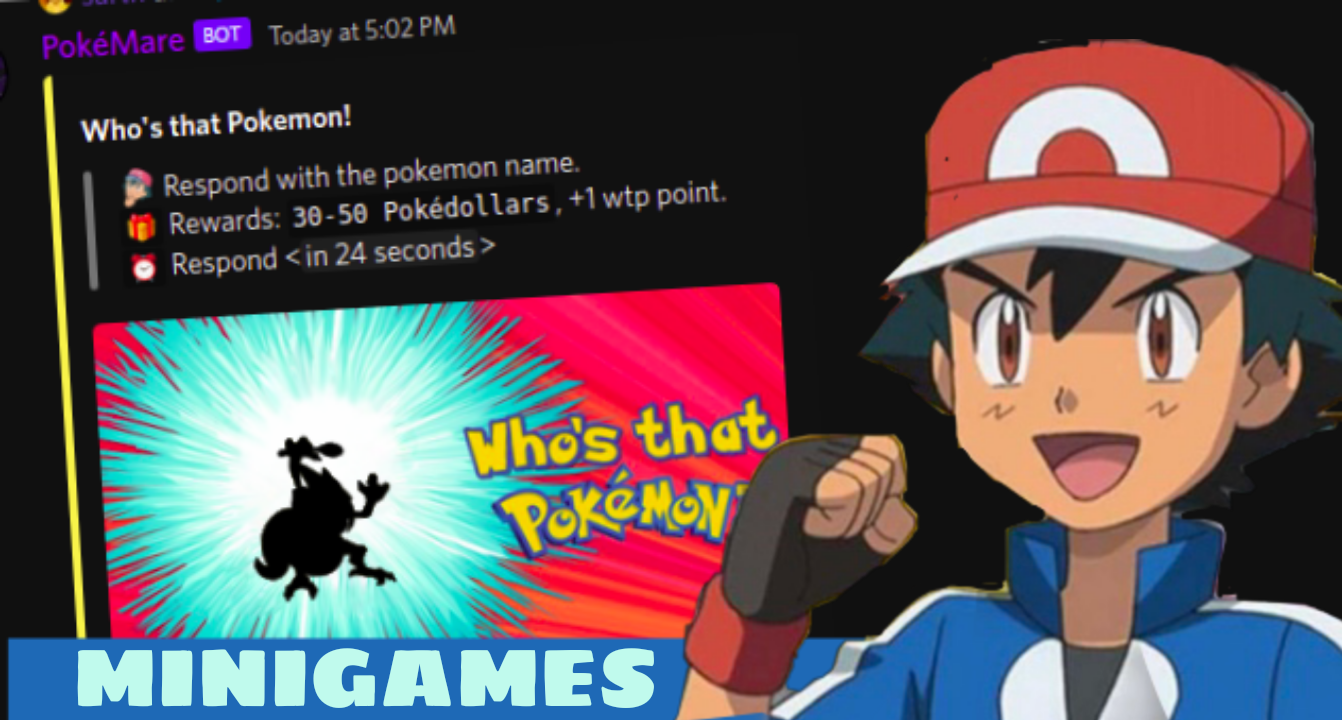 PokéMare BOT Today at 5:02 PM
Who's that Pokemon!
Respond with the pokemon name.
Rewards: 30-50 Pokédollars, +1 wtp point.
Respond <in 24 seconds>
Who's that
POKÉMON
MINIGAMES